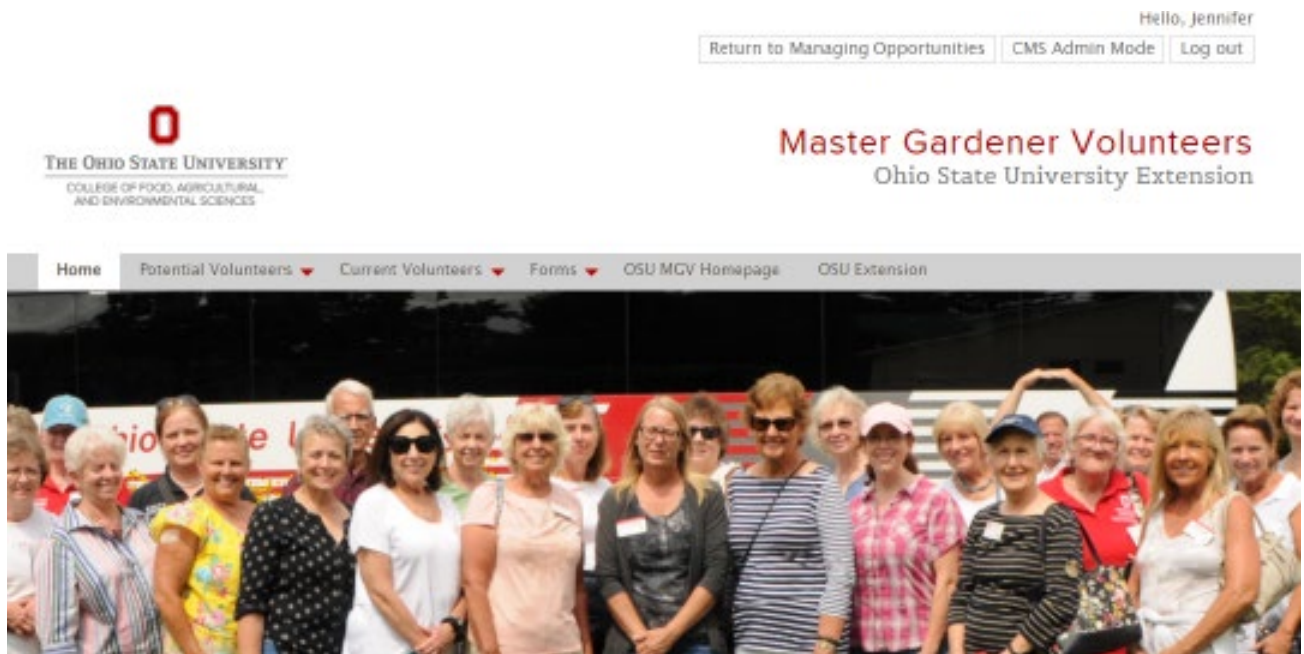 Hello, Jennifer
Return to Managing Opportunities CMS Admin Mode Log out
THE OHIO STATE UNIVERSITY
COLLEGE OF FOOD, AGRICULTURAL,
AND ENVIRONMENTAL SCIENCES
Master Gardener Volunteers
Ohio State University Extension
Home Potential Volunteers Current Volunteers Forms OSU MGV Homepage OSU Extension